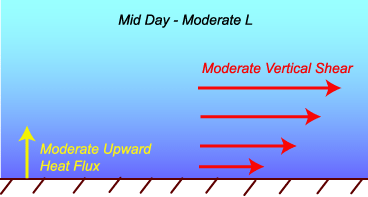 Mid Day - Moderate L
Moderate Vertical Shear
Moderate Upward
Heat Flux